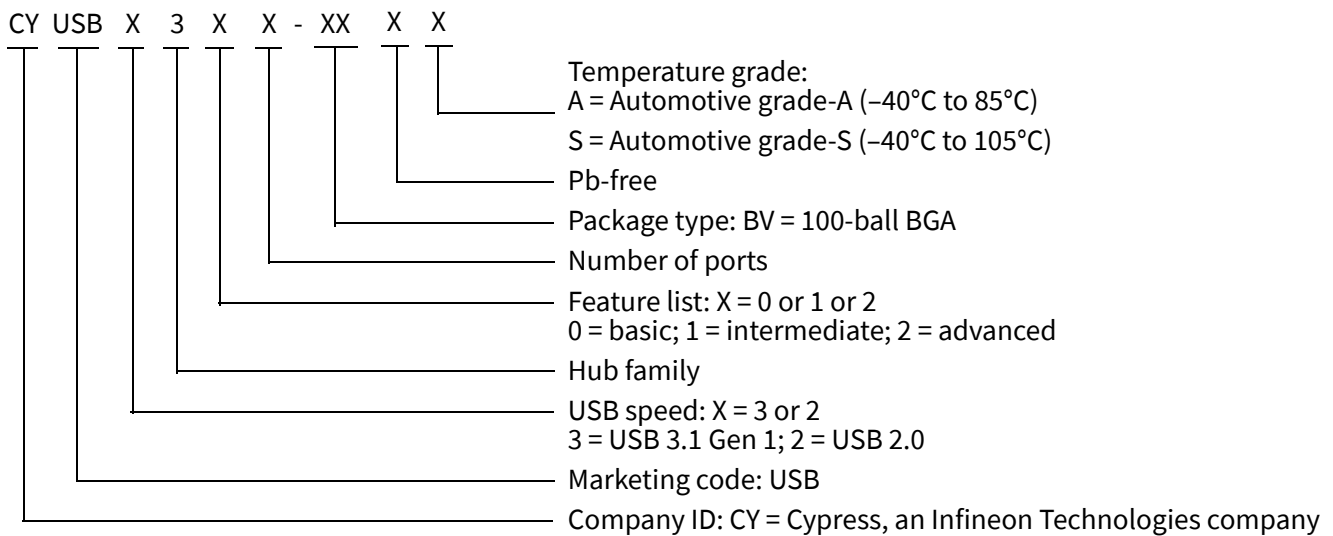 CY USB X 3 X X - XX X X
Temperature grade:
A = Automotive grade-A (–40°C to 85°C)
S = Automotive grade-S (–40°C to 105°C)
Pb-free
Package type: BV = 100-ball BGA
Number of ports
Feature list: X = 0 or 1 or 2
0 = basic; 1 = intermediate; 2 = advanced
Hub family
USB speed: X = 3 or 2
3 = USB 3.1 Gen 1; 2 = USB 2.0
Marketing code: USB
Company ID: CY = Cypress, an Infineon Technologies company